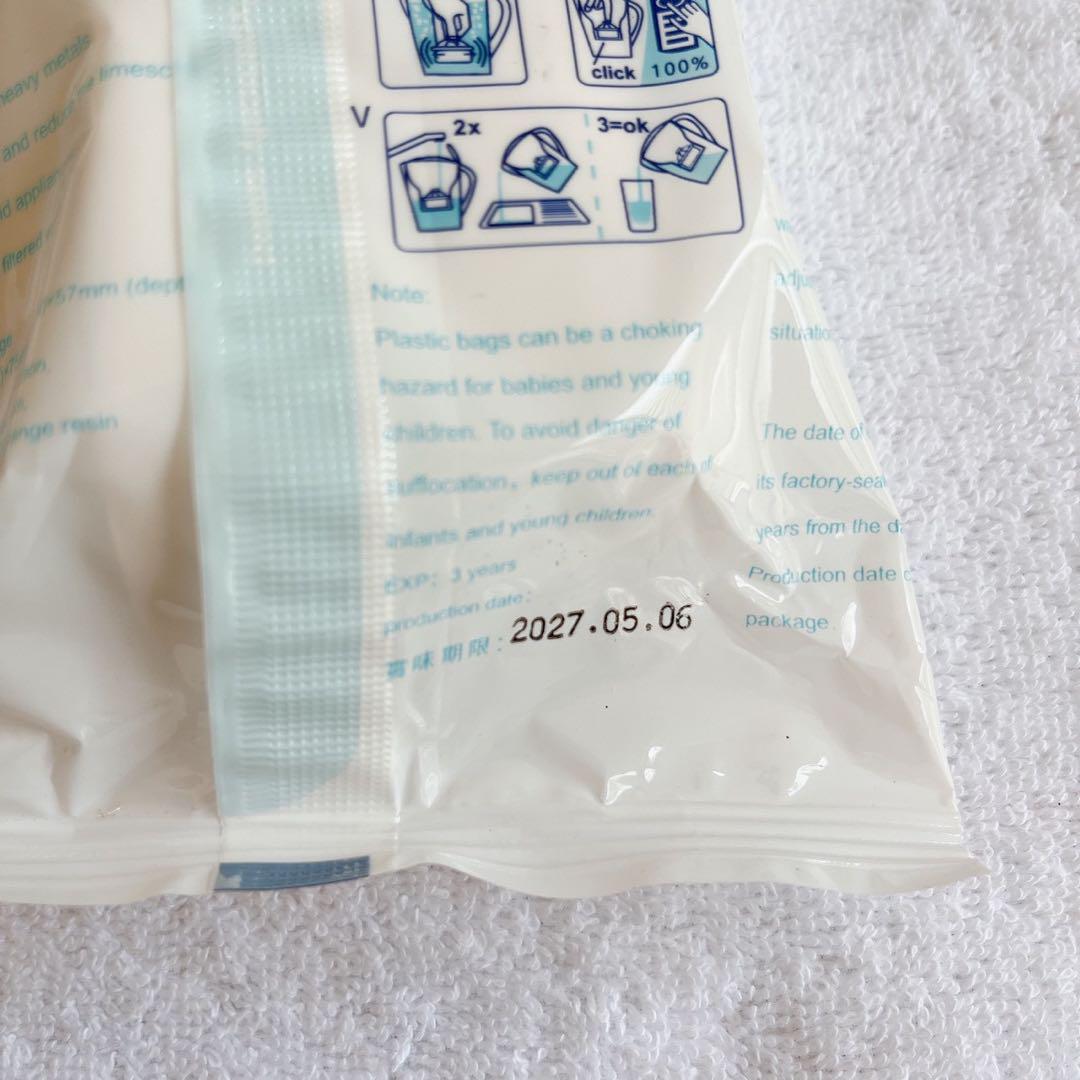 heavy metals
and reduce limesc
filtered
57mm (dept
resin
click 100%
V
2x 3=ok
Note:
Plastic bags can be a choking
hazard for babies and young
children. To avoid danger of
suffocation, keep out of each of
infants and young children.
EXP: 3 years
production date:
賞味期限: 2027.05.06
adju
situatio
The date of
its factory-sea
years from the da
Production date o
package.